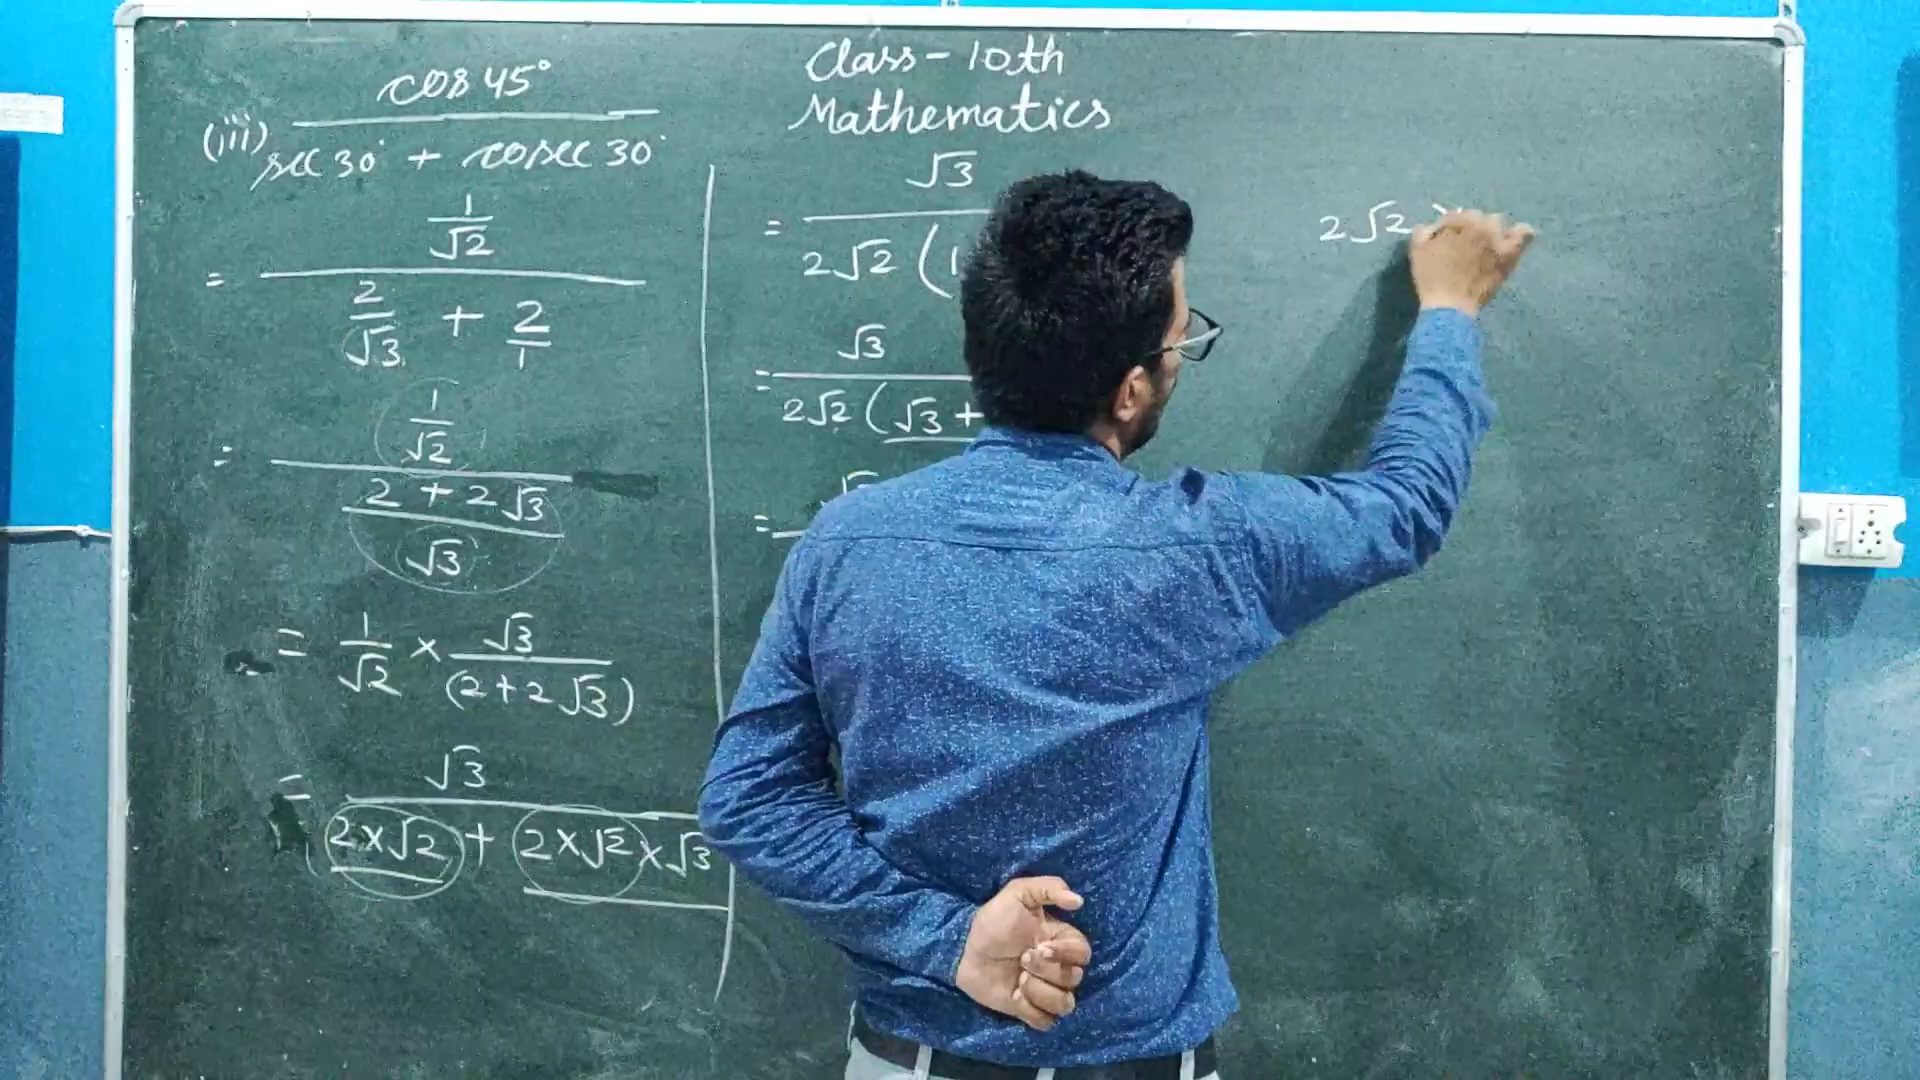 cos 45°
(iii) sec 30° + cosec 30°
1
√2
=
2 + 2
√3 1
1
√2
=
2 + 2√3
√3
= 1 × √3
√2 (2+2√3)
√3
=
2×√2 + 2×√2×√3
Class-10th
Mathematics
√3
=
2√2 (1
√3
=
2√2 (√3 +
=
2√2 ×